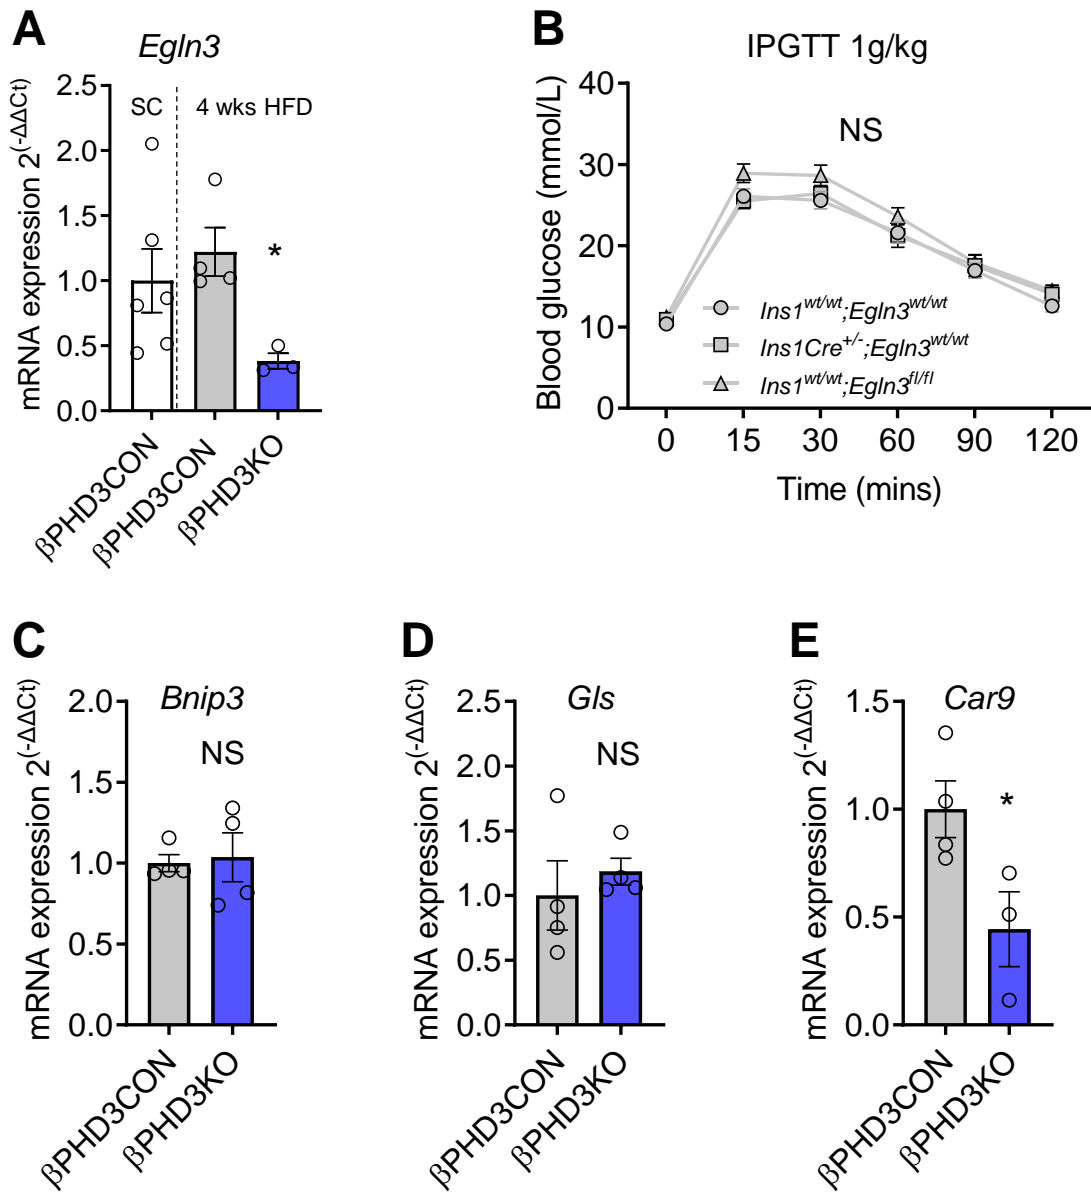 A
Egln3
mRNA expression 2(-ΔΔCt)
2.5
2.0
1.5
1.0
0.5
0.0
SC
4 wks HFD
*
βPHD3CON
βPHD3CON
βPHD3KO
B
IPGTT 1g/kg
Blood glucose (mmol/L)
40
30
20
10
0
NS
Ins1wt/wt;Egln3wt/wt
Ins1Cre+/-;Egln3wt/wt
Ins1wt/wt;Egln3fl/fl
0 15 30 60 90 120
Time (mins)
C
Bnip3
mRNA expression 2(-ΔΔCt)
2.0
1.5
1.0
0.5
0.0
NS
βPHD3CON
βPHD3KO
D
Gls
mRNA expression 2(-ΔΔCt)
2.5
2.0
1.5
1.0
0.5
0.0
NS
βPHD3CON
βPHD3KO
E
Car9
mRNA expression 2(-ΔΔCt)
1.5
1.0
0.5
0.0
*
βPHD3CON
βPHD3KO